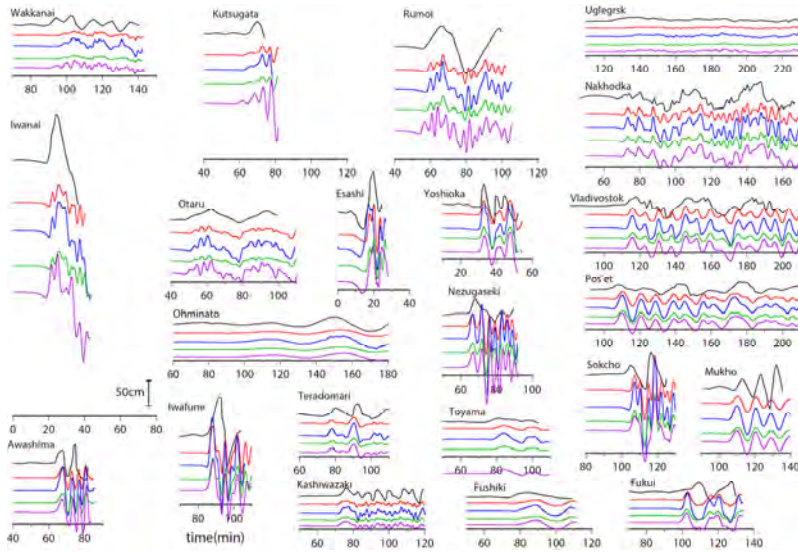 Wakkanai
60 80 100 120 140
Kutsugata
40 60 80 100 120
Rumoi
40 60 80 100 120
Uglegrsk
120 140 160 180 200 220
Nakhodka
60 80 100 120 140 160
Iwanai
50cm
0 20 40 60 80
Otaru
40 60 80 100
Esashi
0 20 40
Yoshioka
20 40 60
Vladivostok
100 120 140 160 180 200
Ohminato
60 80 100 120 140 160 180
Nezugaseki
60 80 100
Pos'et
100 120 140 160 180 200
Awashima
40 60 80 100
Iwafune
80 100
time(min)
Teradomari
60 80 100
Toyama
60 80 100
Sokcho
80 100 120
Mukho
100 120 140
Kashiwazaki
60 80 100 120
Fushiki
60 80 100
Fukui
80 100 120 140